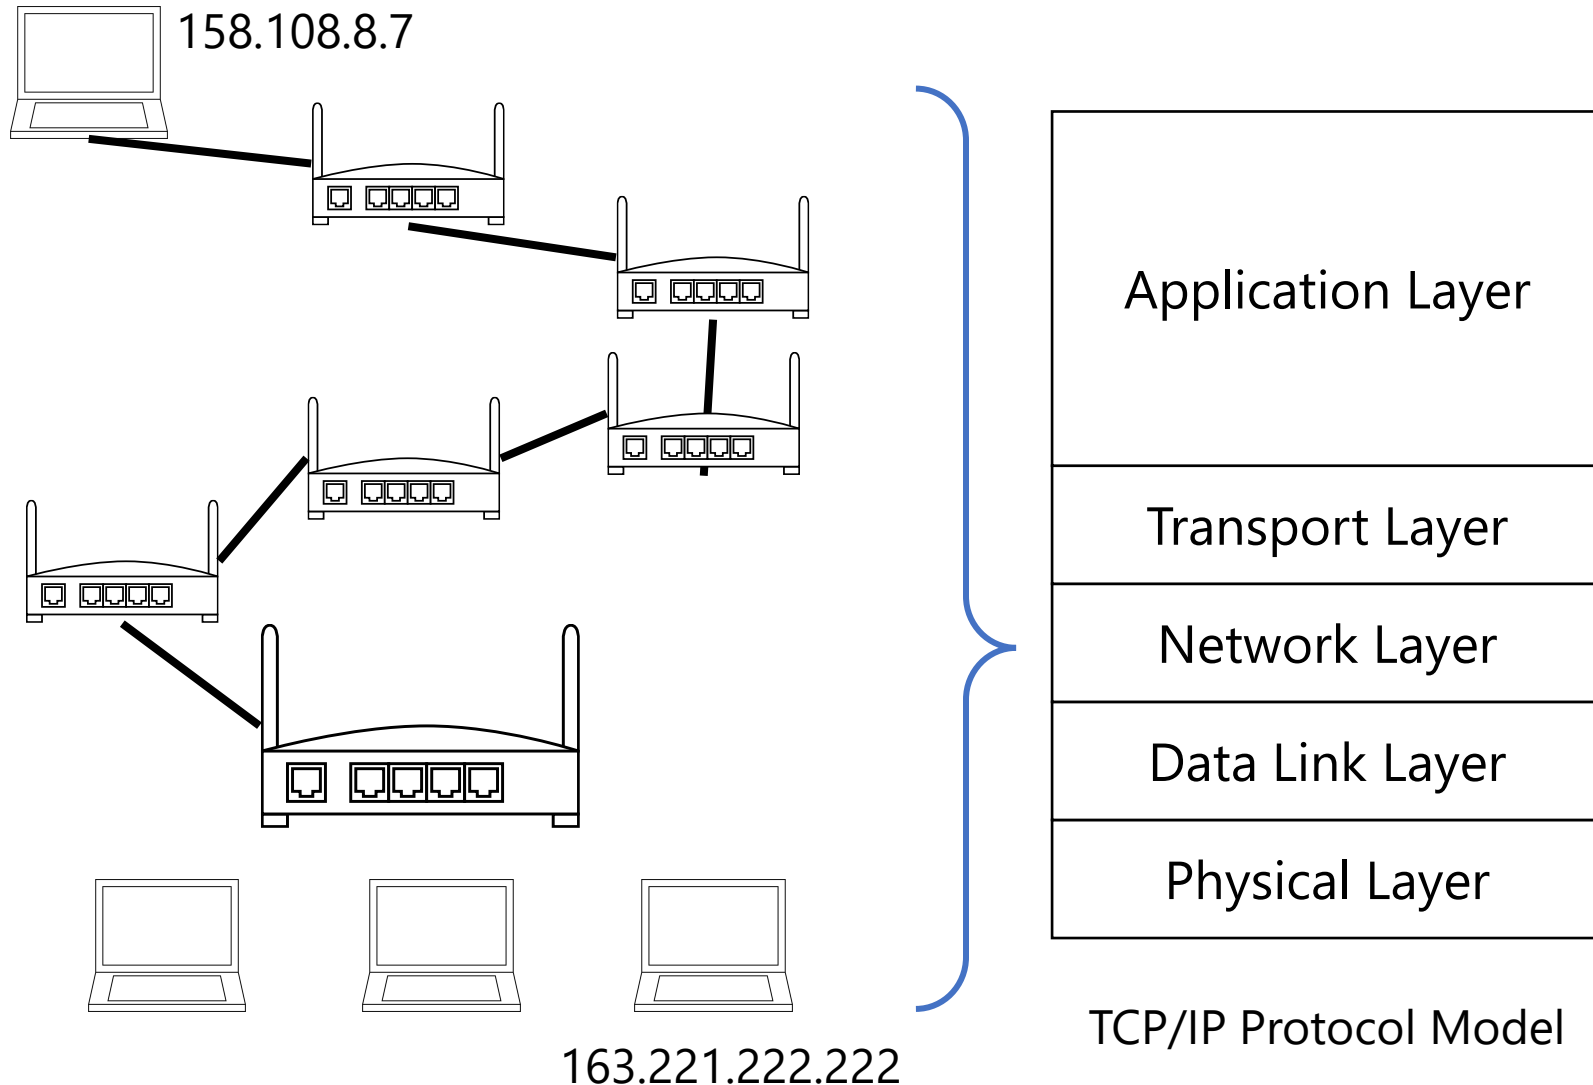 158.108.8.7
Application Layer
Transport Layer
Network Layer
Data Link Layer
Physical Layer
TCP/IP Protocol Model
163.221.222.222